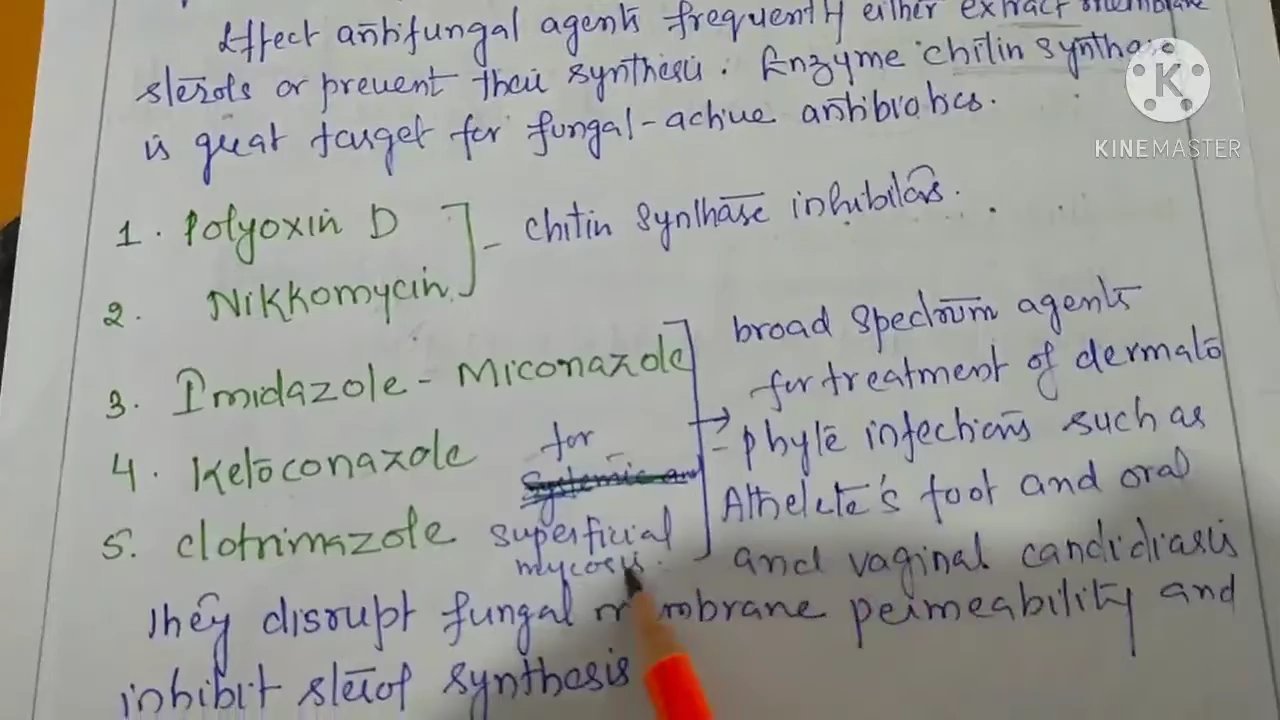 Effect antifungal agents frequently either extract membrane
sterols or prevent their synthesis. Enzyme chitin synthase
is great target for fungal-active antibiotics.
K
KINEMASTER
1. Polyoxin D
2. Nikkomycin
- chitin synthase inhibitors.
3. Imidazole - Miconazole
4. Ketoconazole
5. clotrimazole
for
Systemic and
superficial
mycosis.
broad spectrum agents
for treatment of dermato
- phyte infections such as
Athelete's foot and oral
and vaginal candidiasis
They disrupt fungal membrane permeability and
inhibit sterol synthesis